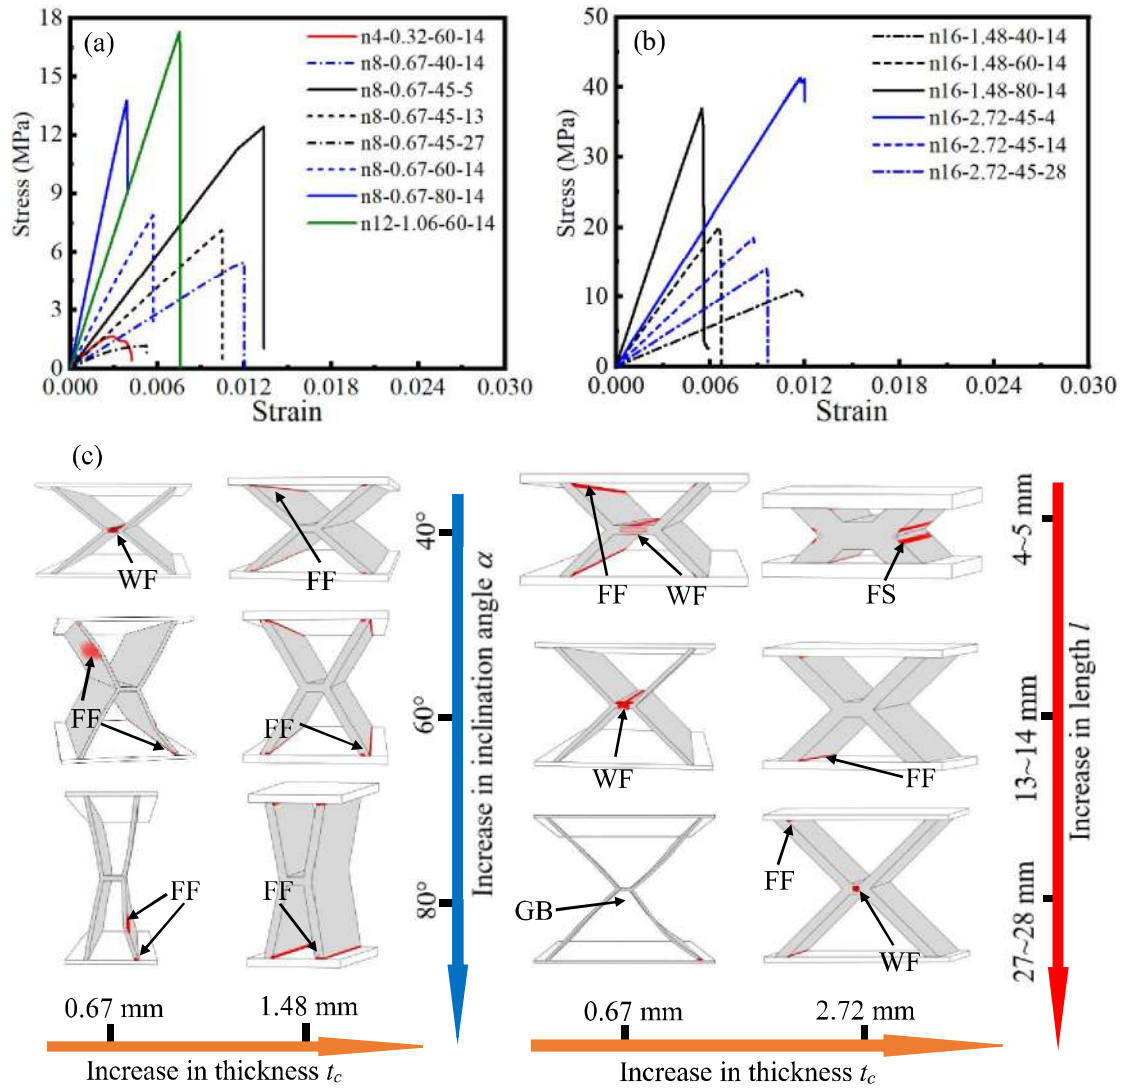 (a)
18
15
12
9
6
3
0
Stress (MPa)
0.000
0.006
0.012
0.018
0.024
0.030
Strain
n4-0.32-60-14
n8-0.67-40-14
n8-0.67-45-5
n8-0.67-45-13
n8-0.67-45-27
n8-0.67-60-14
n8-0.67-80-14
n12-1.06-60-14
(b)
50
40
30
20
10
0
Stress (MPa)
0.000
0.006
0.012
0.018
0.024
0.030
Strain
n16-1.48-40-14
n16-1.48-60-14
n16-1.48-80-14
n16-2.72-45-4
n16-2.72-45-14
n16-2.72-45-28
(c)
WF
FF
FF
FF
FF
FF
40°
60°
80°
Increase in inclination angle α
0.67 mm
1.48 mm
Increase in thickness tc
FF
WF
FS
WF
FF
GB
FF
WF
4~5 mm
13~14 mm
27~28 mm
Increase in length l
0.67 mm
2.72 mm
Increase in thickness tc